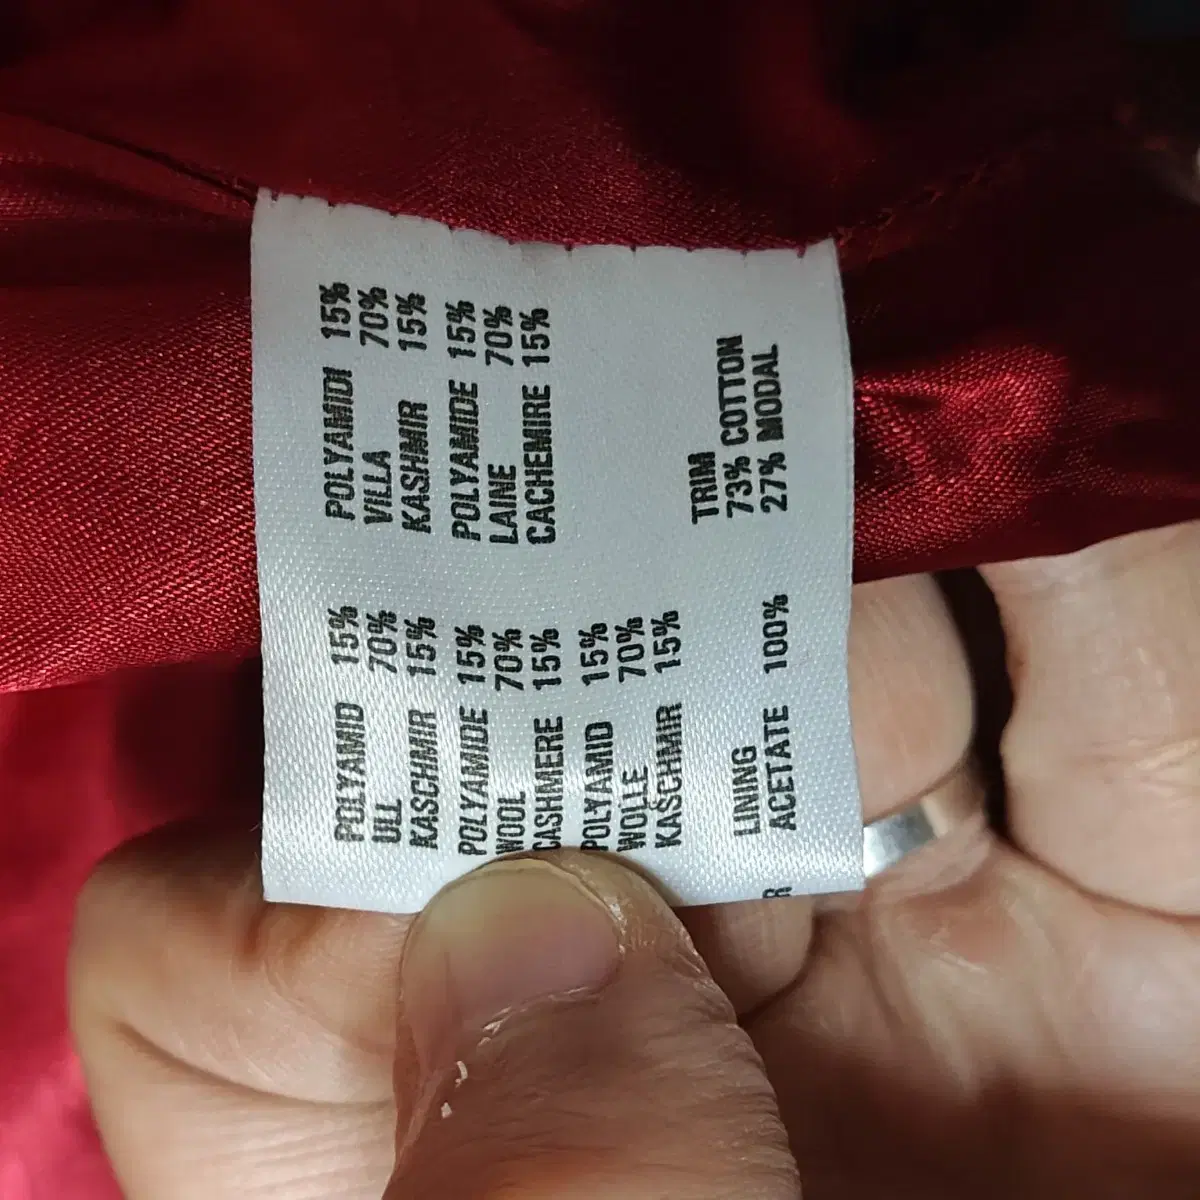 POLYAMID 15%
ULL 70%
KASCHMIR 15%
POLYAMIDE 15%
WOOL 70%
CASHMERE 15%
POLYAMID 15%
WOLLE 70%
KASCHMIR 15%
LINING
ACETATE 100%
POLYAMIDI 15%
VILLA 70%
KASHMIR 15%
POLYAMIDE 15%
LAINE 70%
CACHEMIRE 15%
TRIM
73% COTTON
27% MODAL